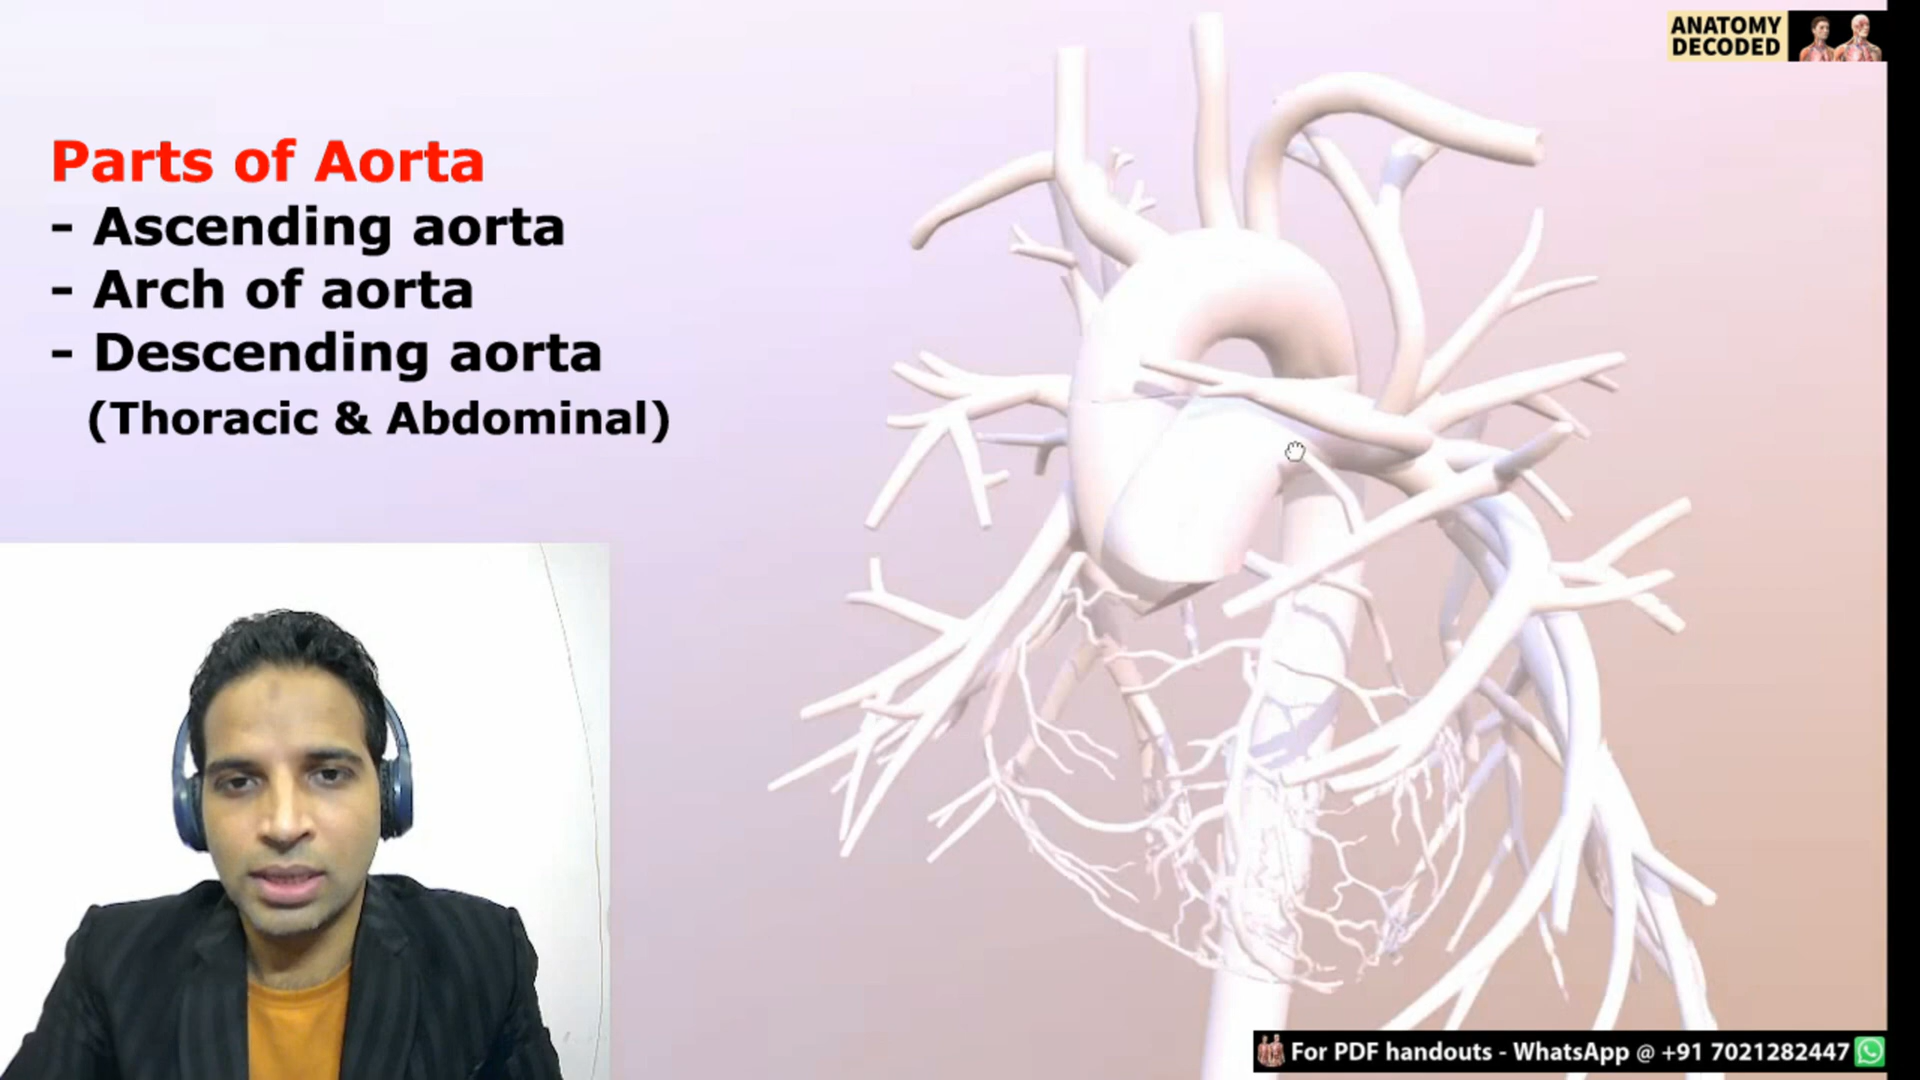 ANATOMY
DECODED
Parts of Aorta
- Ascending aorta
- Arch of aorta
- Descending aorta
(Thoracic & Abdominal)
For PDF handouts - WhatsApp @ +91 7021282447